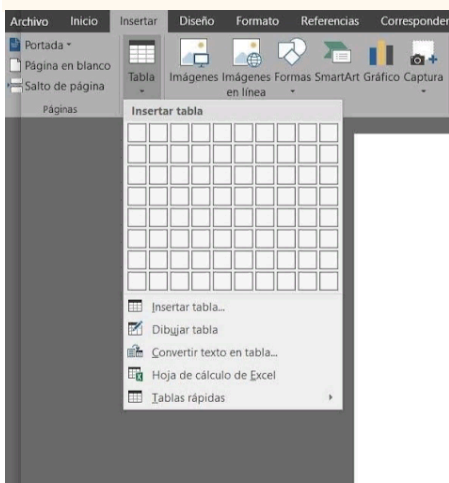 Archivo Inicio Insertar Diseño Formato Referencias Corresponden
Portada
Página en blanco
Salto de página
Páginas
Tabla
Imágenes
Imágenes en línea
Formas
SmartArt
Gráfico
Captura
Insertar tabla
Insertar tabla...
Dibujar tabla
Convertir texto en tabla...
Hoja de cálculo de Excel
Tablas rápidas